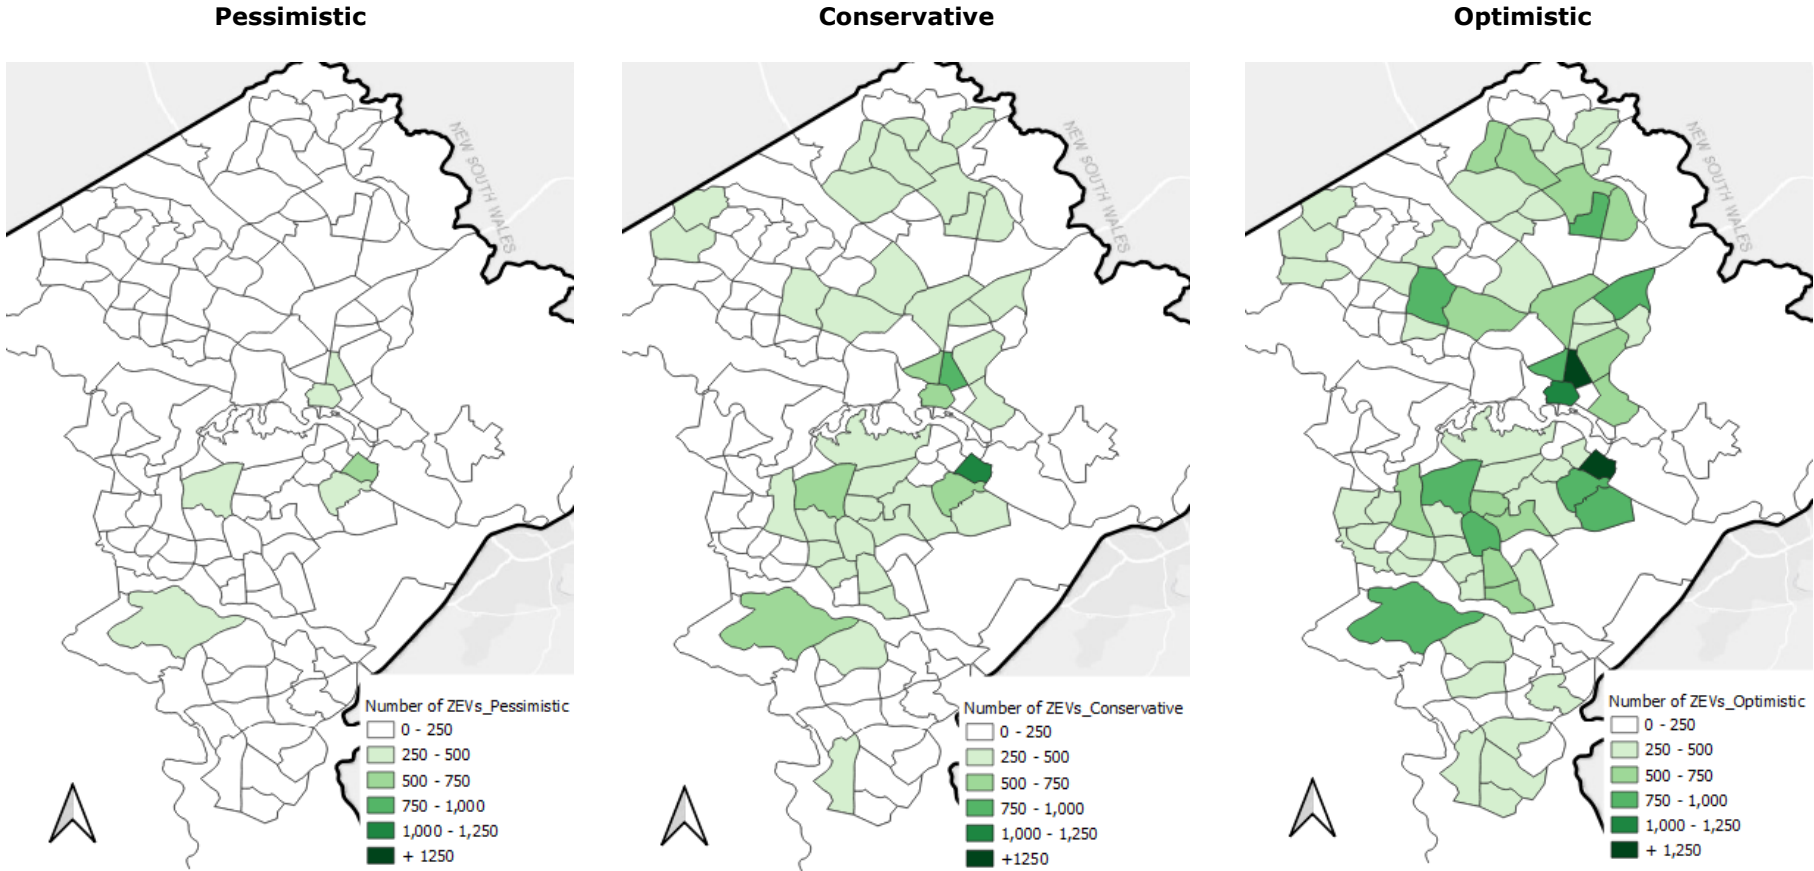 Pessimistic
Conservative
Optimistic
NEW SOUTH WALES
NEW SOUTH WALES
NEW SOUTH WALES
Number of ZEVs_Pessimistic
0 - 250
250 - 500
500 - 750
750 - 1,000
1,000 - 1,250
+ 1250
Number of ZEVs_Conservative
0 - 250
250 - 500
500 - 750
750 - 1,000
1,000 - 1,250
+1250
Number of ZEVs_Optimistic
0 - 250
250 - 500
500 - 750
750 - 1,000
1,000 - 1,250
+ 1,250